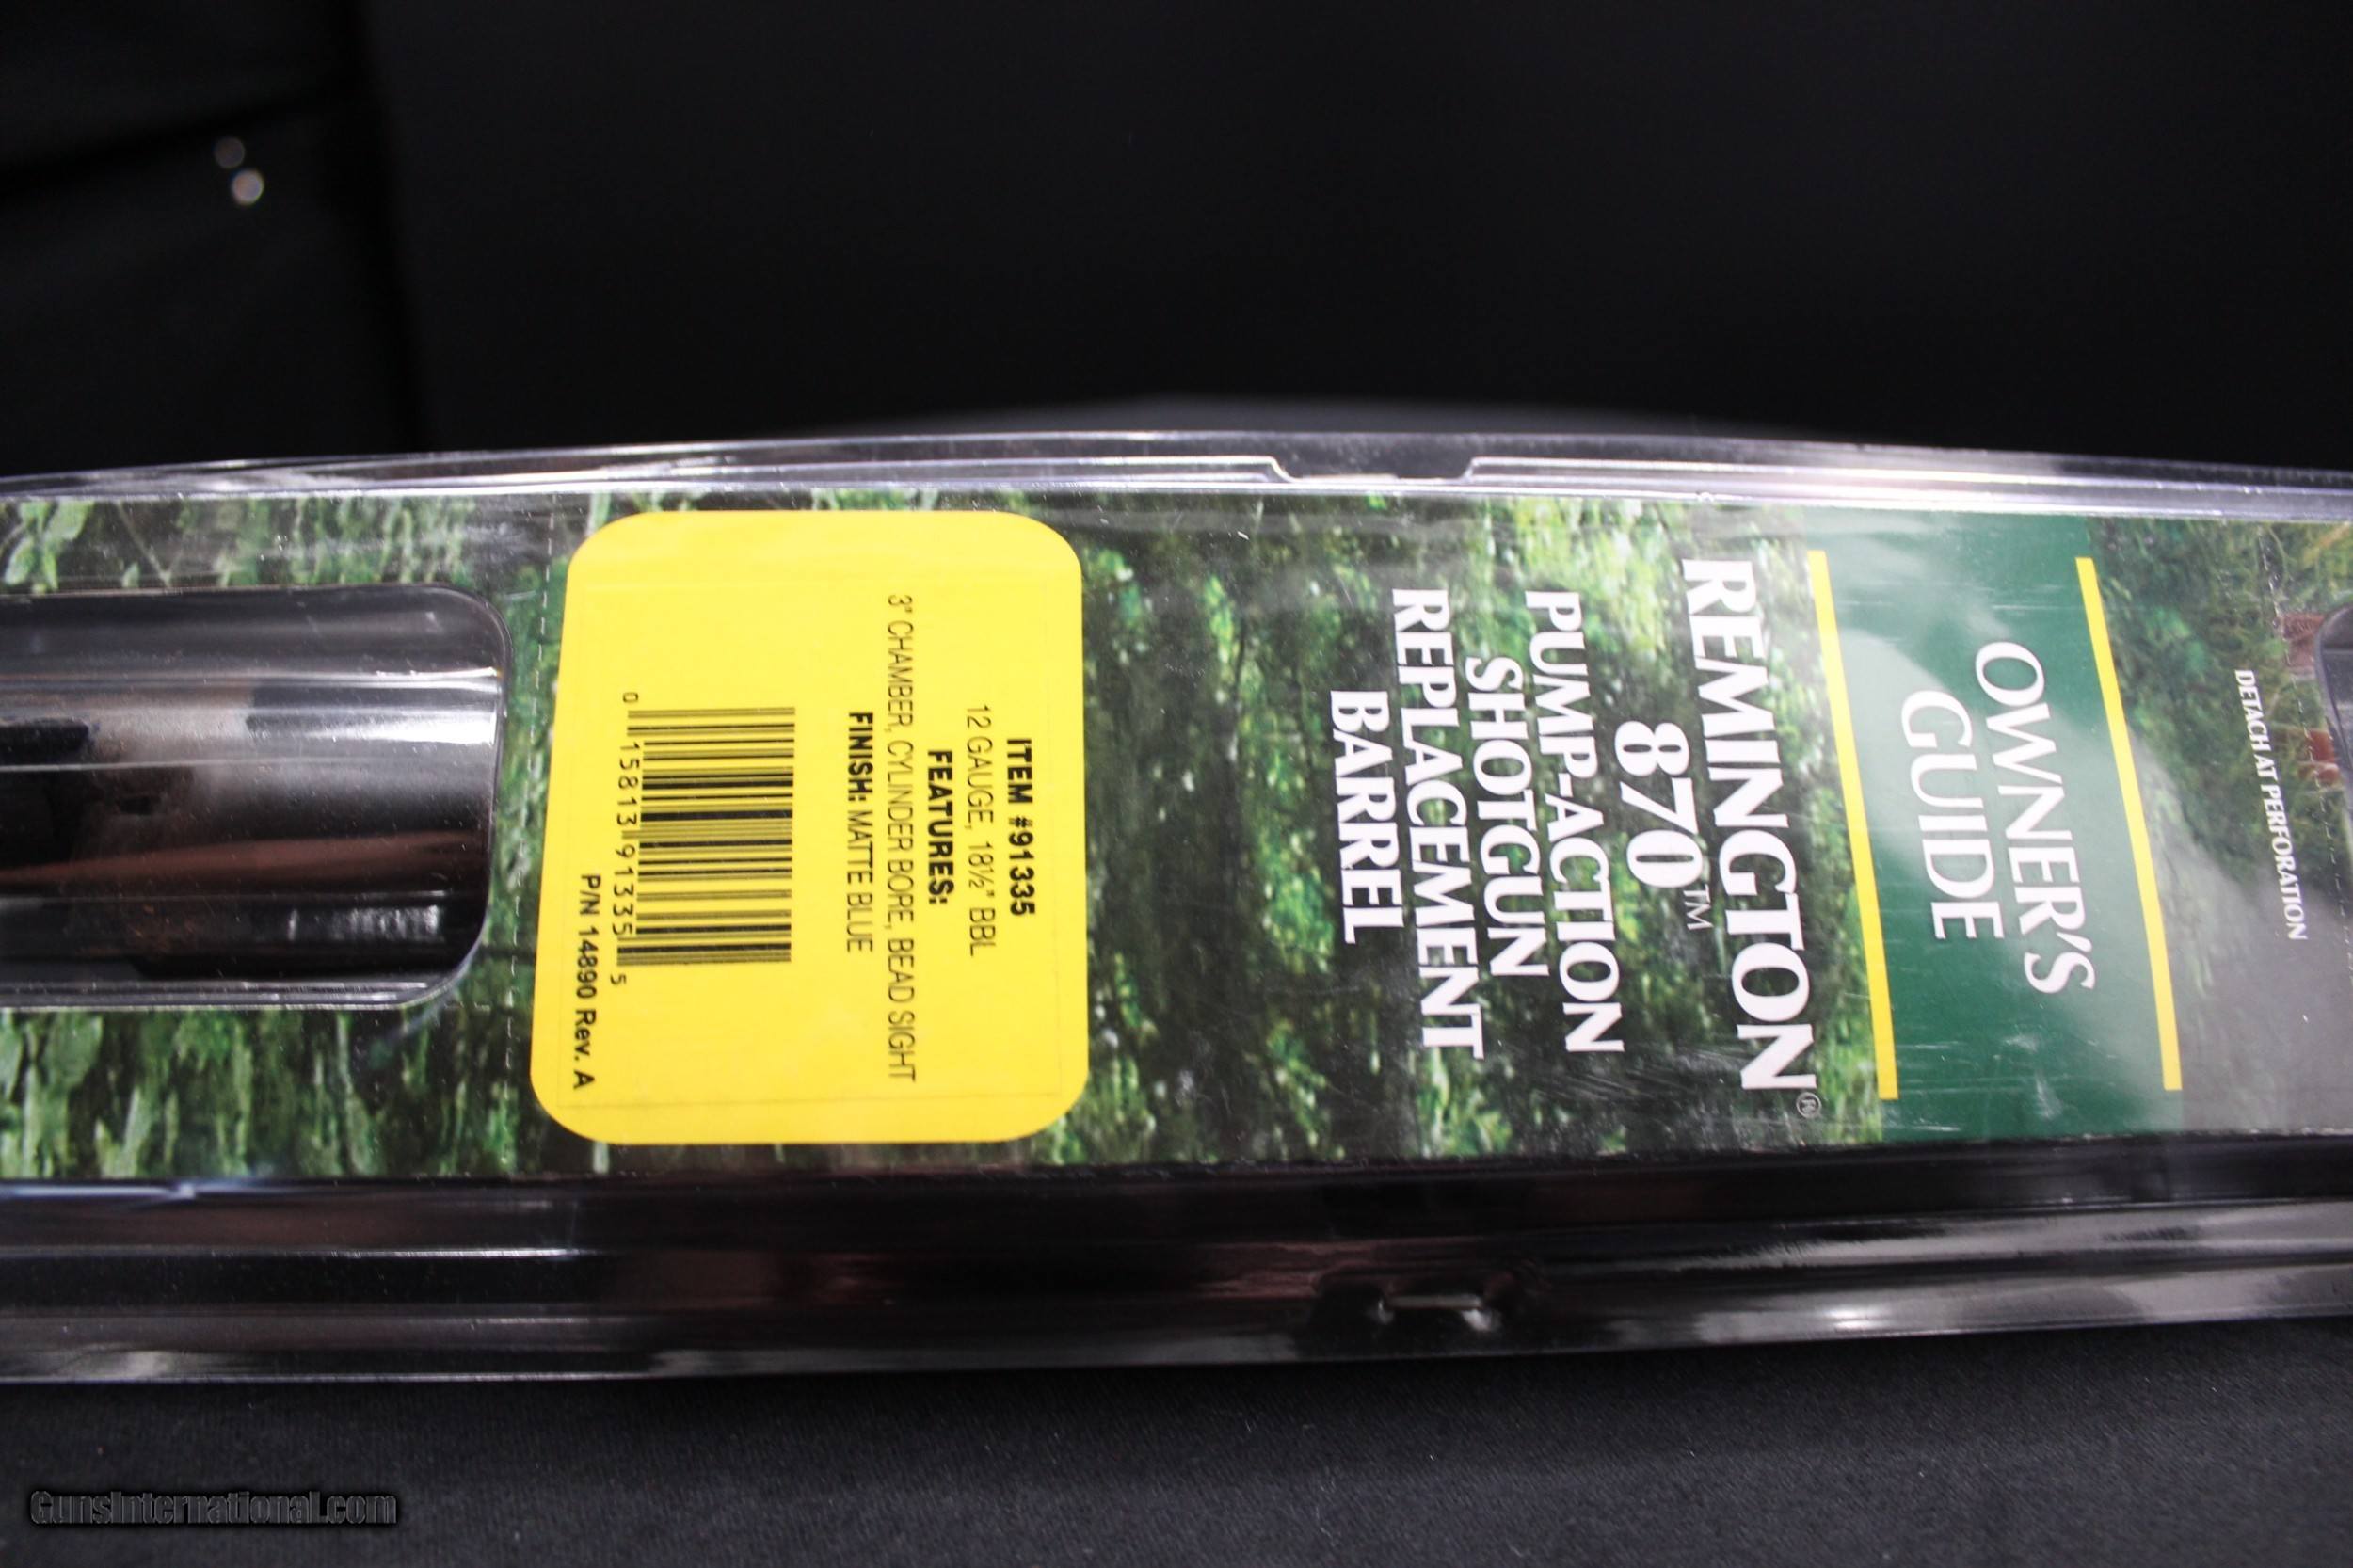 DETACH AT PERFORATION
OWNER'S
GUIDE
REMINGTON®
870™
PUMP-ACTION
SHOTGUN
REPLACEMENT
BARREL
ITEM #91335
12 GAUGE, 18½" BBL
FEATURES:
3" CHAMBER, CYLINDER BORE, BEAD SIGHT
FINISH: MATTE BLUE
0 15813 91335 5
P/N 14890 Rev. A
GunsInternational.com